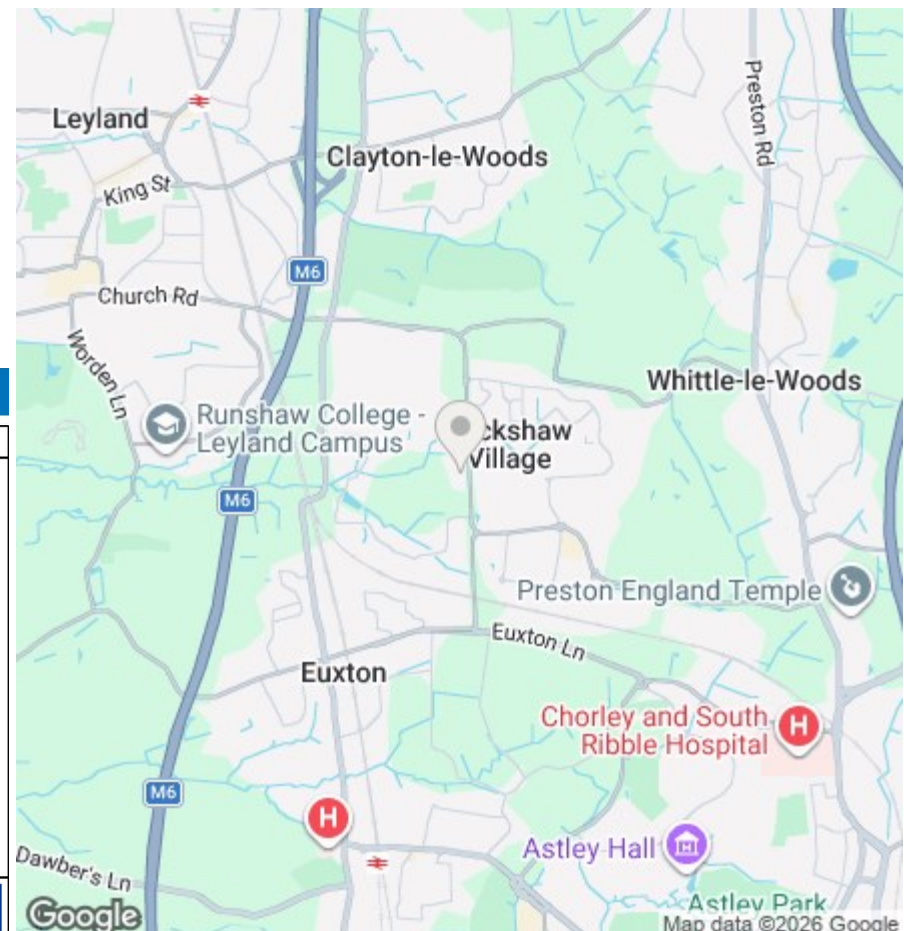 Leyland
Clayton-le-Woods
Preston Rd
King St
M6
Church Rd
Worden Ln
Whittle-le-Woods
Runshaw College -
Leyland Campus
ckshaw
Village
M6
Preston England Temple
Euxton Ln
Euxton
Chorley and South
Ribble Hospital
H
M6
H
Astley Hall
Dawber's Ln
Astley Park
Google
Map data ©2026 Google